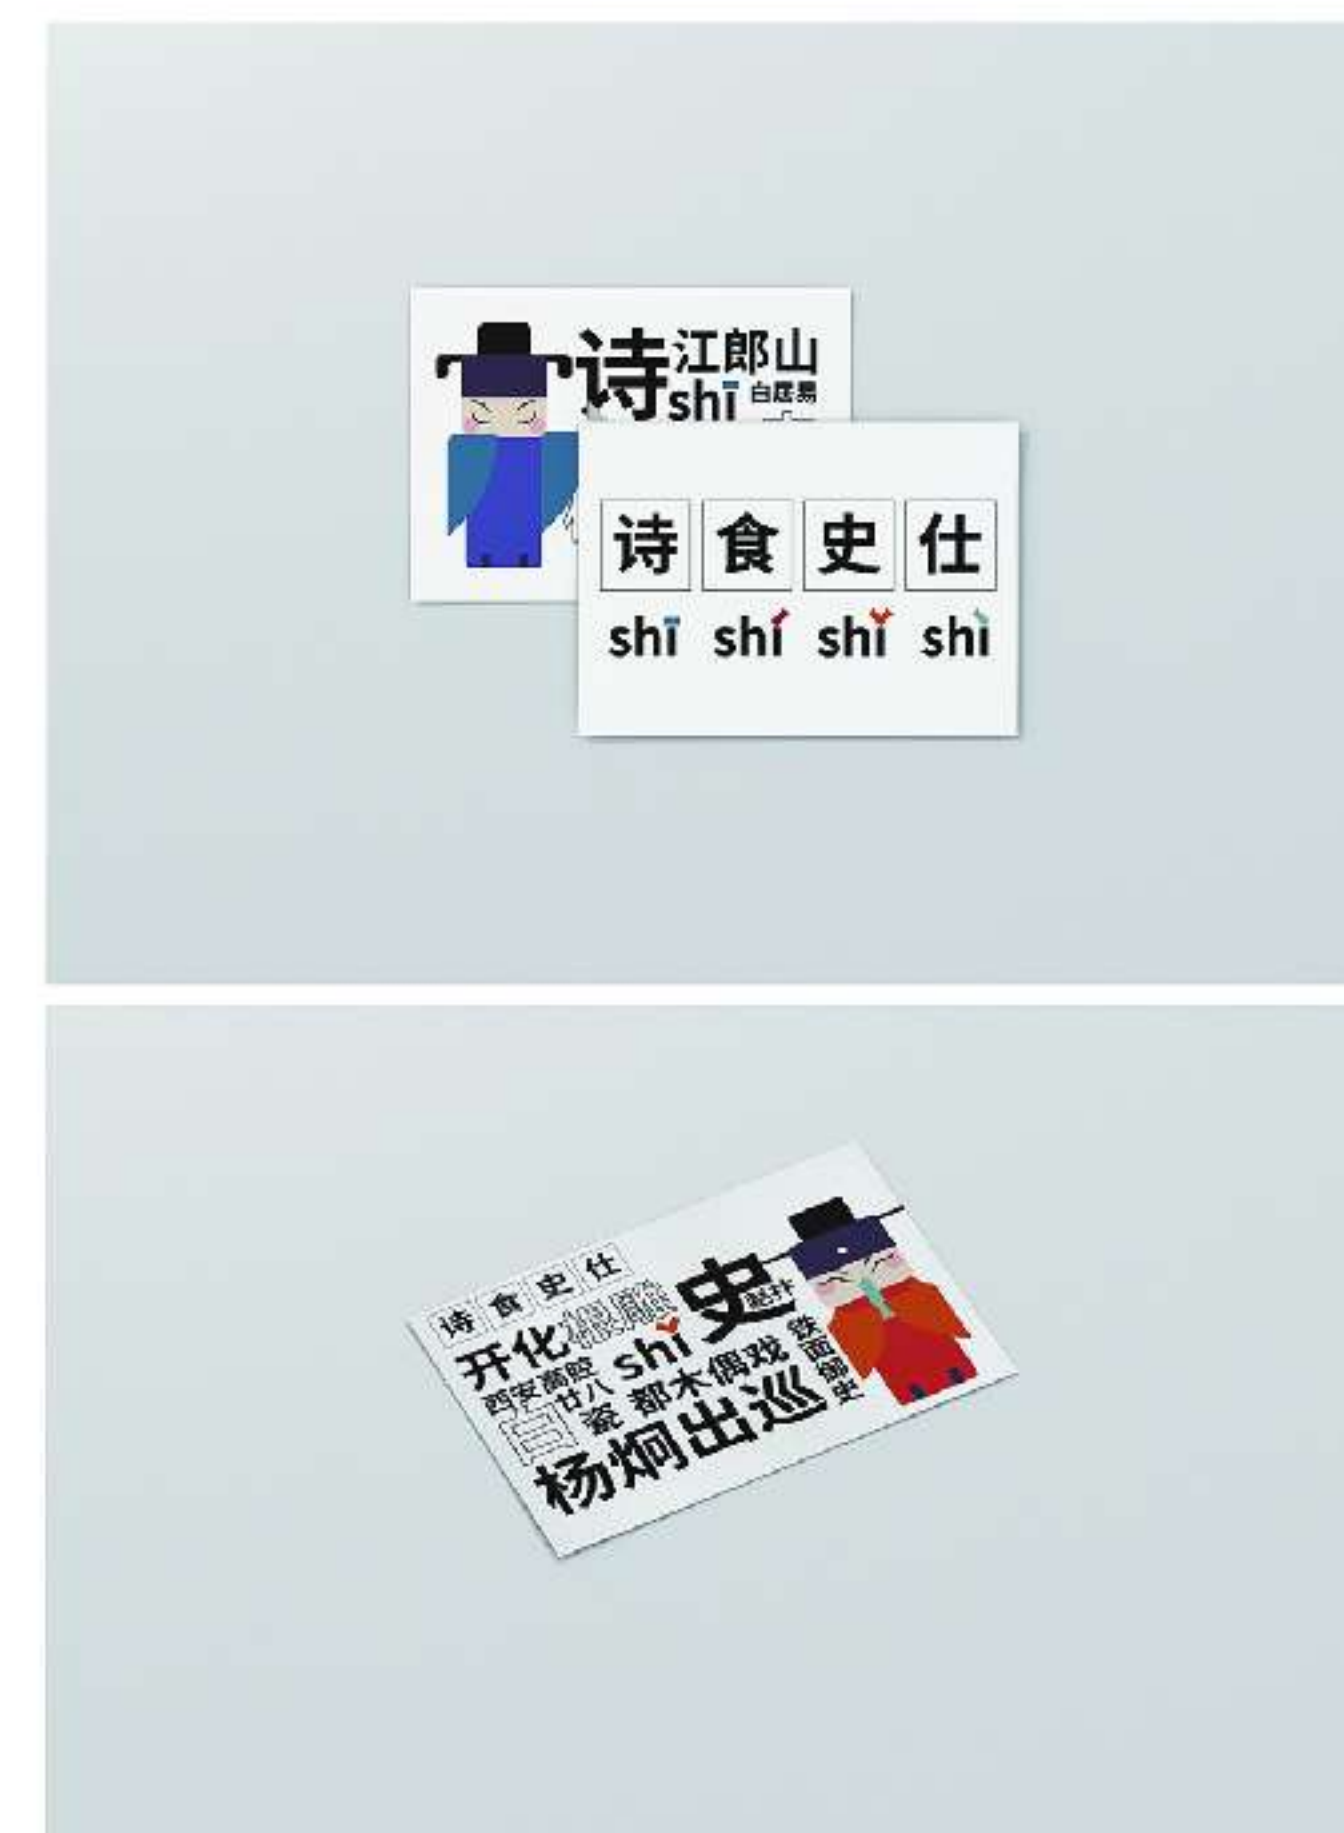 诗 江郎山
shī 白居易
诗 食 史 仕
shī shí shǐ shì
诗 食 史 仕
开化
史
shǐ
西安高腔
廿八
都木偶戏
瓷
铁面御史
杨炯出巡